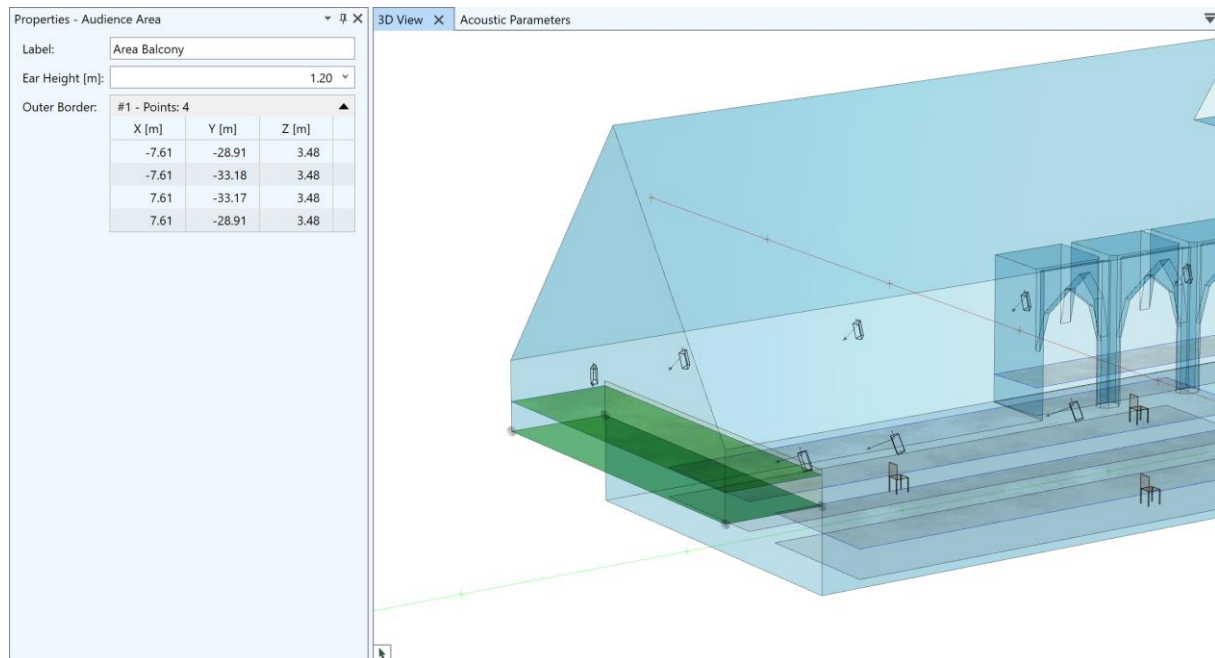 Properties - Audience Area
3D View Acoustic Parameters
Label: Area Balcony
Ear Height [m]: 1.20
Outer Border: #1 - Points: 4
X [m] Y [m] Z [m]
-7.61 -28.91 3.48
-7.61 -33.18 3.48
7.61 -33.17 3.48
7.61 -28.91 3.48